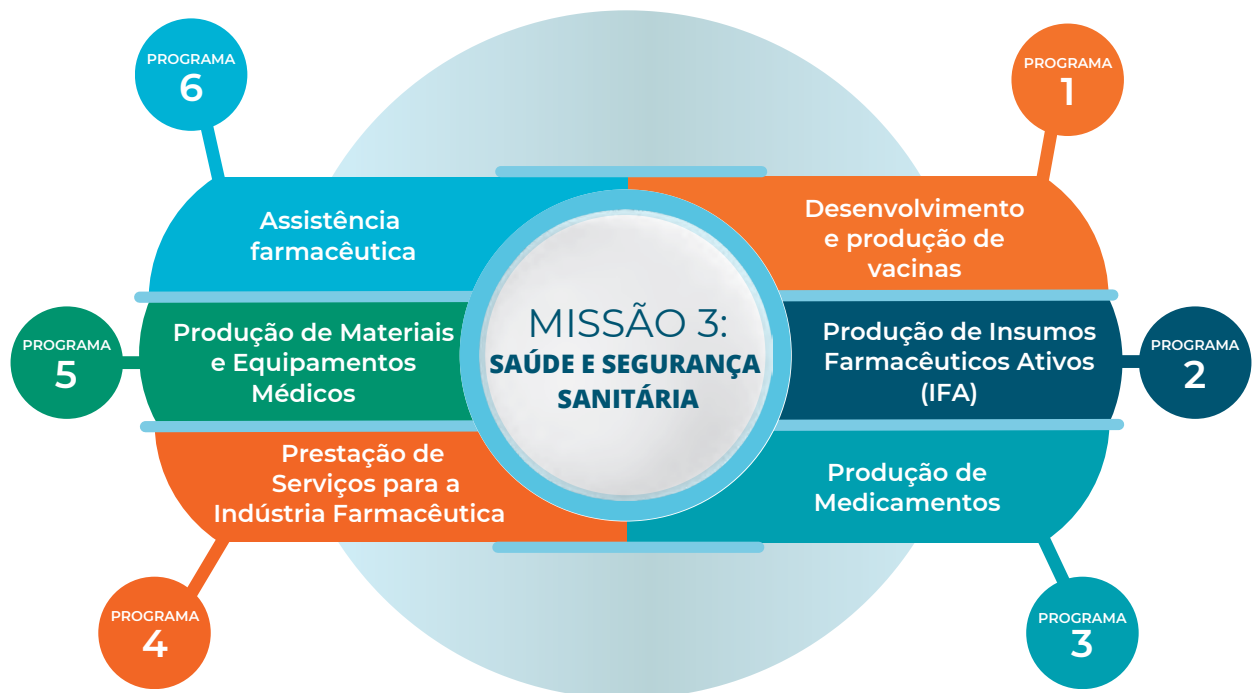 MISSÃO 3:
SAÚDE E SEGURANÇA
SANITÁRIA
PROGRAMA
1
Desenvolvimento
e produção de
vacinas
PROGRAMA
2
Produção de Insumos
Farmacêuticos Ativos
(IFA)
PROGRAMA
3
Produção de
Medicamentos
PROGRAMA
4
Prestação de
Serviços para a
Indústria Farmacêutica
PROGRAMA
5
Produção de Materiais
e Equipamentos
Médicos
PROGRAMA
6
Assistência
farmacêutica